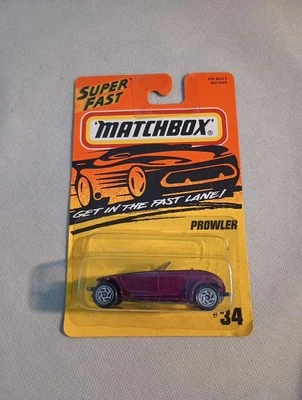 SUPER
FAST
"MATCHBOX"®
GET IN THE FAST LANE!
PROWLER
#34